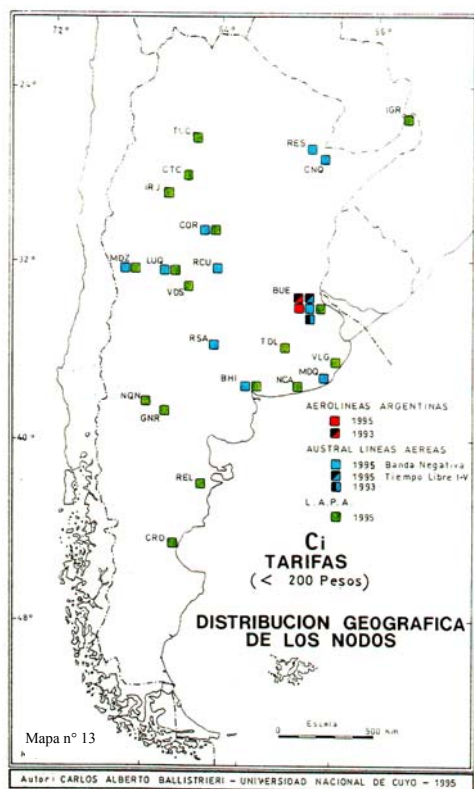 72° 64 56°
24°
IGR
TUC
RES
CTC
CNQ
IRJ
COR
32°
MDZ LUQ RCU
VDS
BUE
RSA
TDL
VLG
BHI NCA MDQ
NQN
GNR
40°
REL
CRD
48°
AEROLINEAS ARGENTINAS
1995
1993
AUSTRAL LINEAS AEREAS
1995 Banda Negativa
1995 Tiempo Libre I-V
1993
L.A.P.A.
1995
Ci
TARIFAS
(< 200 Pesos)
DISTRIBUCION GEOGRAFICA
DE LOS NODOS
Escala
0 500 km
Mapa n° 13
Autor: CARLOS ALBERTO BALLISTRIERI - UNIVERSIDAD NACIONAL DE CUYO - 1995